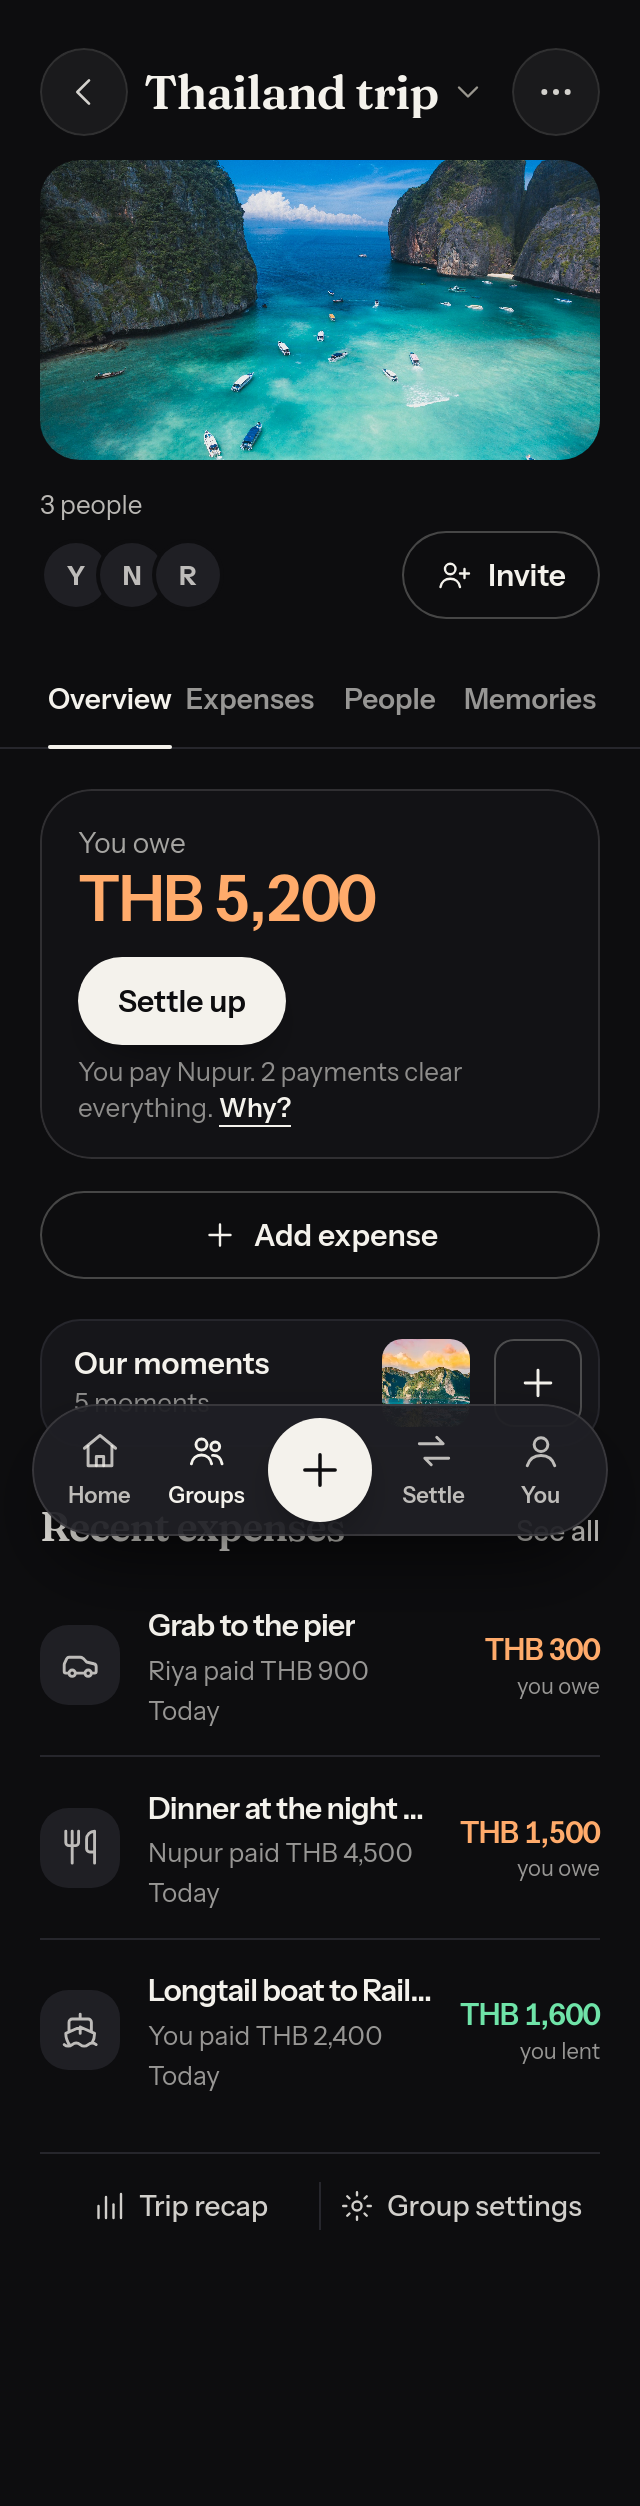 Thailand trip
3 people
Y N R
Invite
Overview Expenses People Memories
You owe
THB 5,200
Settle up
You pay Nupur. 2 payments clear
everything. Why?
Add expense
Our moments
5 moments
Home Groups Settle You
Recent expenses See all
Grab to the pier
Riya paid THB 900
Today
THB 300
you owe
Dinner at the night ...
Nupur paid THB 4,500
Today
THB 1,500
you owe
Longtail boat to Rail...
You paid THB 2,400
Today
THB 1,600
you lent
Trip recap
Group settings